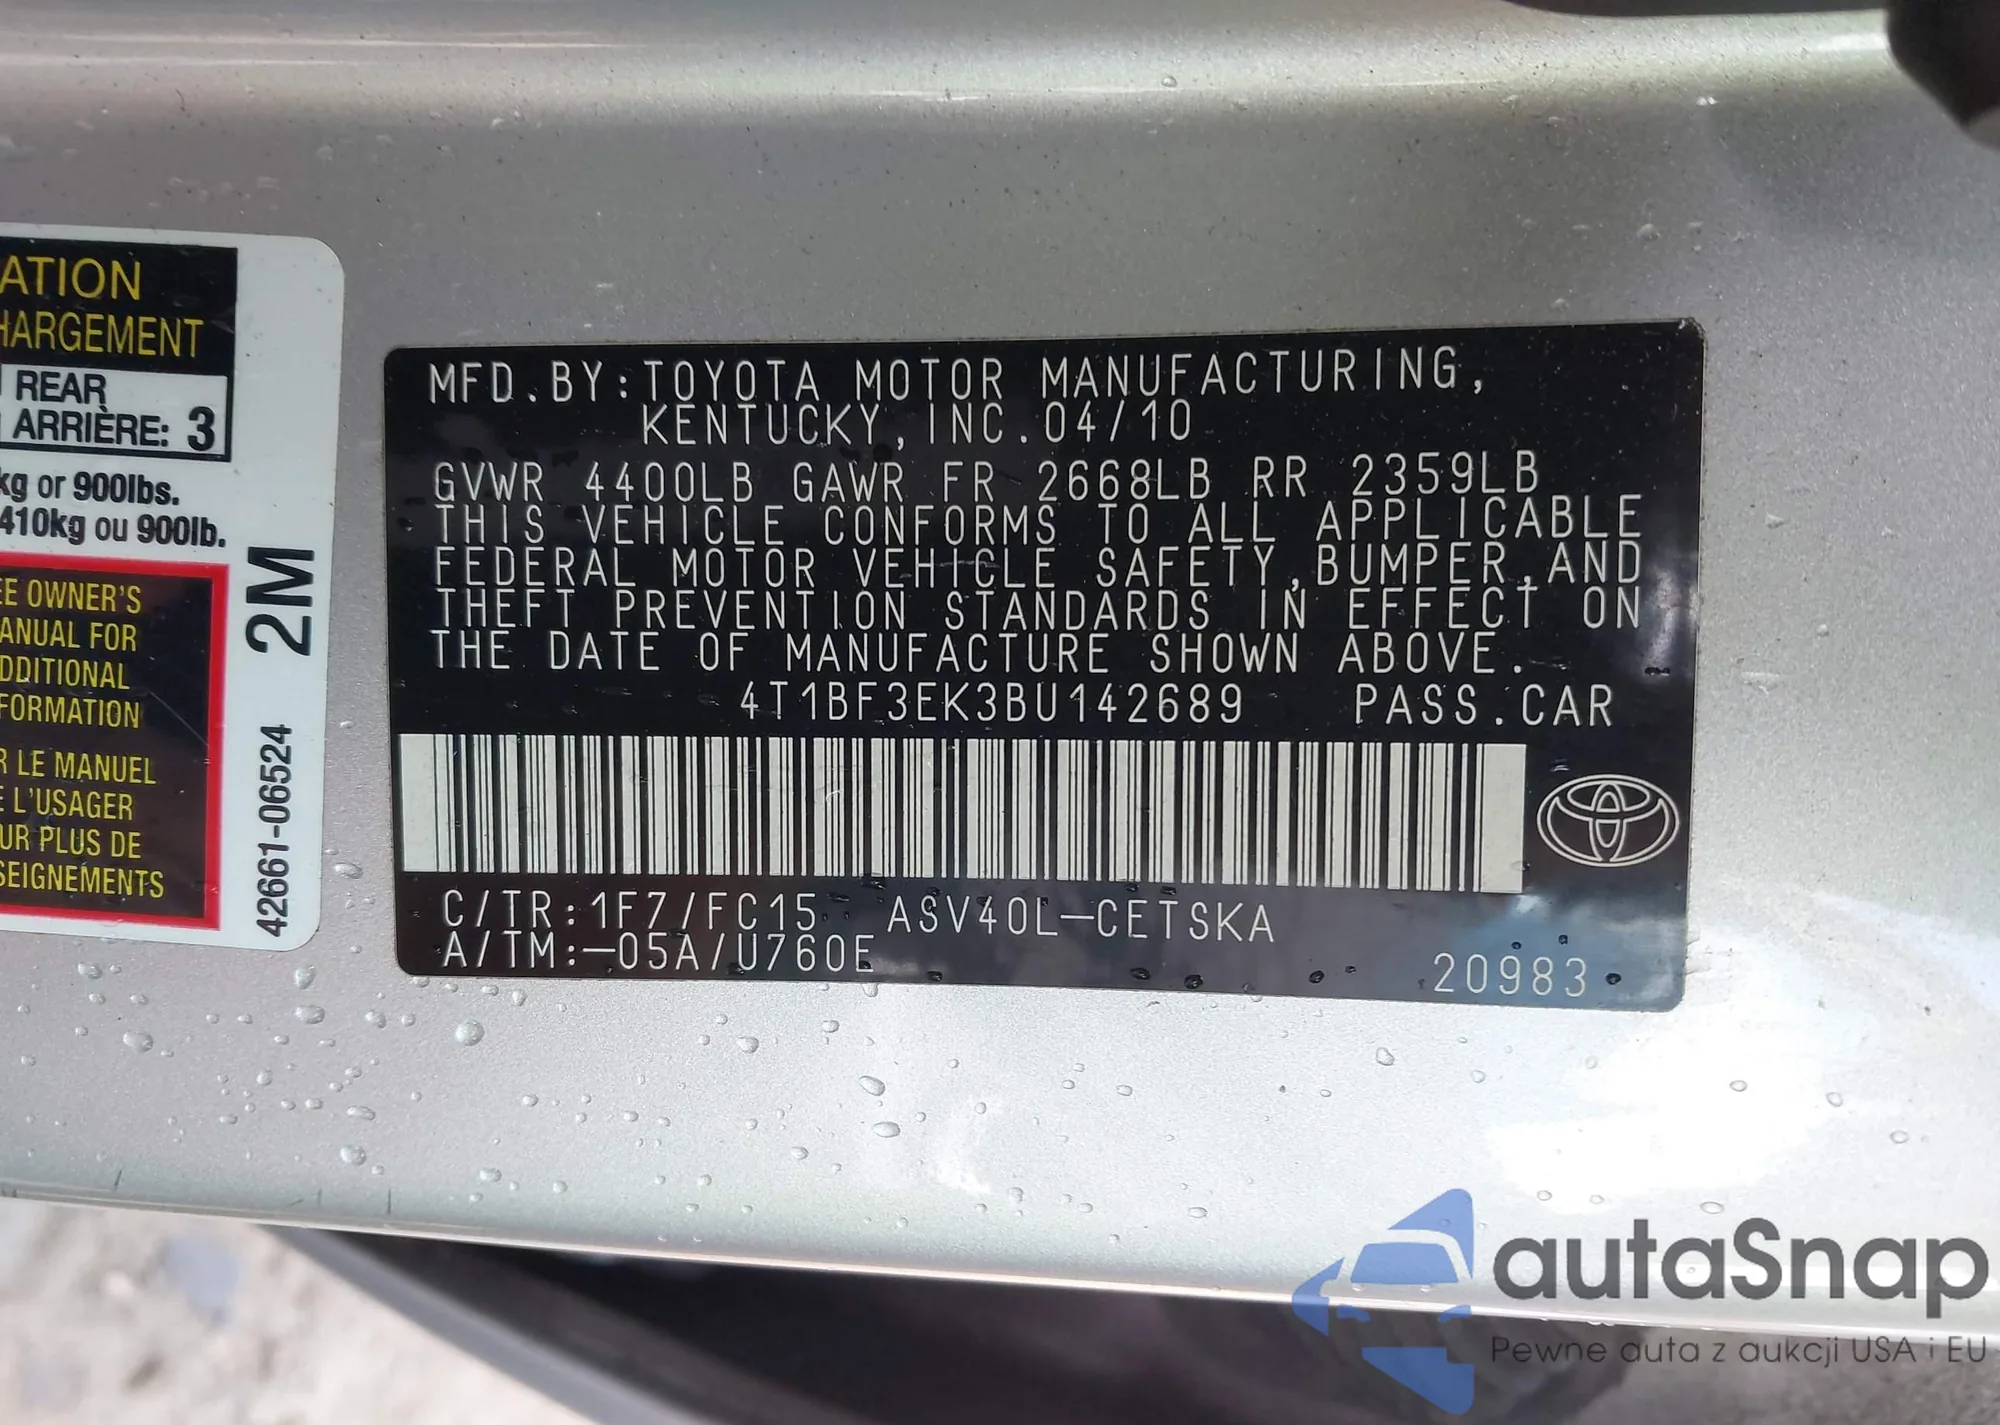 ATION
HARGEMENT
REAR
ARRIÈRE: 3
kg or 900lbs.
410kg ou 900lb.
EE OWNER'S
ANUAL FOR
DDITIONAL
FORMATION
R LE MANUEL
E L'USAGER
UR PLUS DE
SEIGNEMENTS
2M
42661-06524
MFD.BY:TOYOTA MOTOR MANUFACTURING,
KENTUCKY,INC.04/10
GVWR 4400LB GAWR FR 2668LB RR 2359LB
THIS VEHICLE CONFORMS TO ALL APPLICABLE
FEDERAL MOTOR VEHICLE SAFETY,BUMPER,AND
THEFT PREVENTION STANDARDS IN EFFECT ON
THE DATE OF MANUFACTURE SHOWN ABOVE.
4T1BF3EK3BU142689 PASS.CAR
C/TR:1F7/FC15 ASV40L-CETSKA
A/TM:-05A/U760E
20983
autaSnap
Pewne auta z aukcji USA i EU